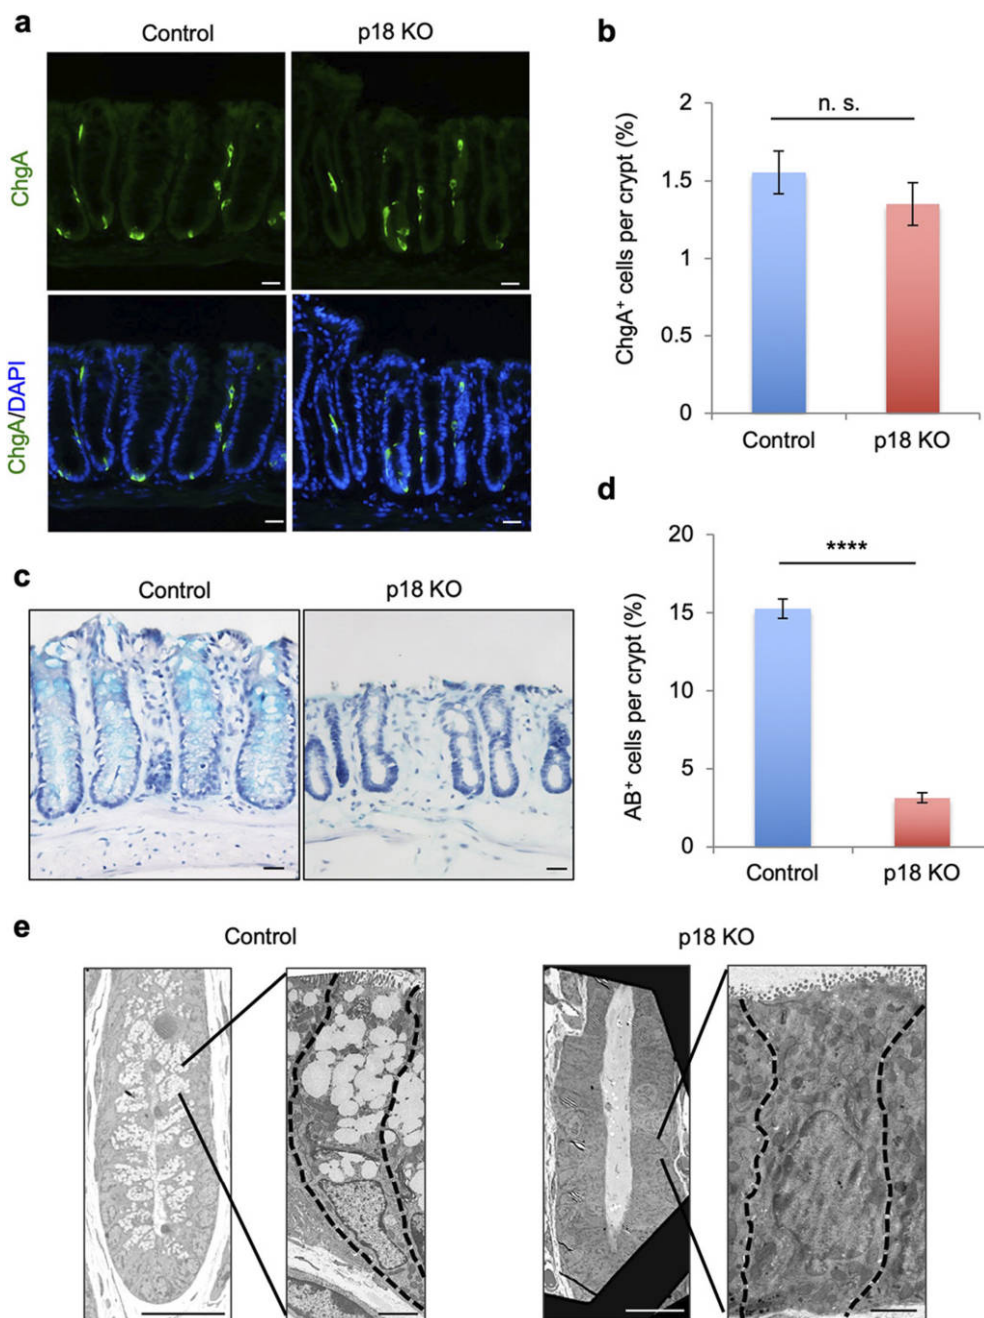 a
Control
p18 KO
ChgA
ChgA/DAPI
b
ChgA⁺ cells per crypt (%)
2
1.5
1
0.5
0
n. s.
Control
p18 KO
c
Control
p18 KO
d
AB⁺ cells per crypt (%)
20
15
10
5
0
****
Control
p18 KO
e
Control
p18 KO